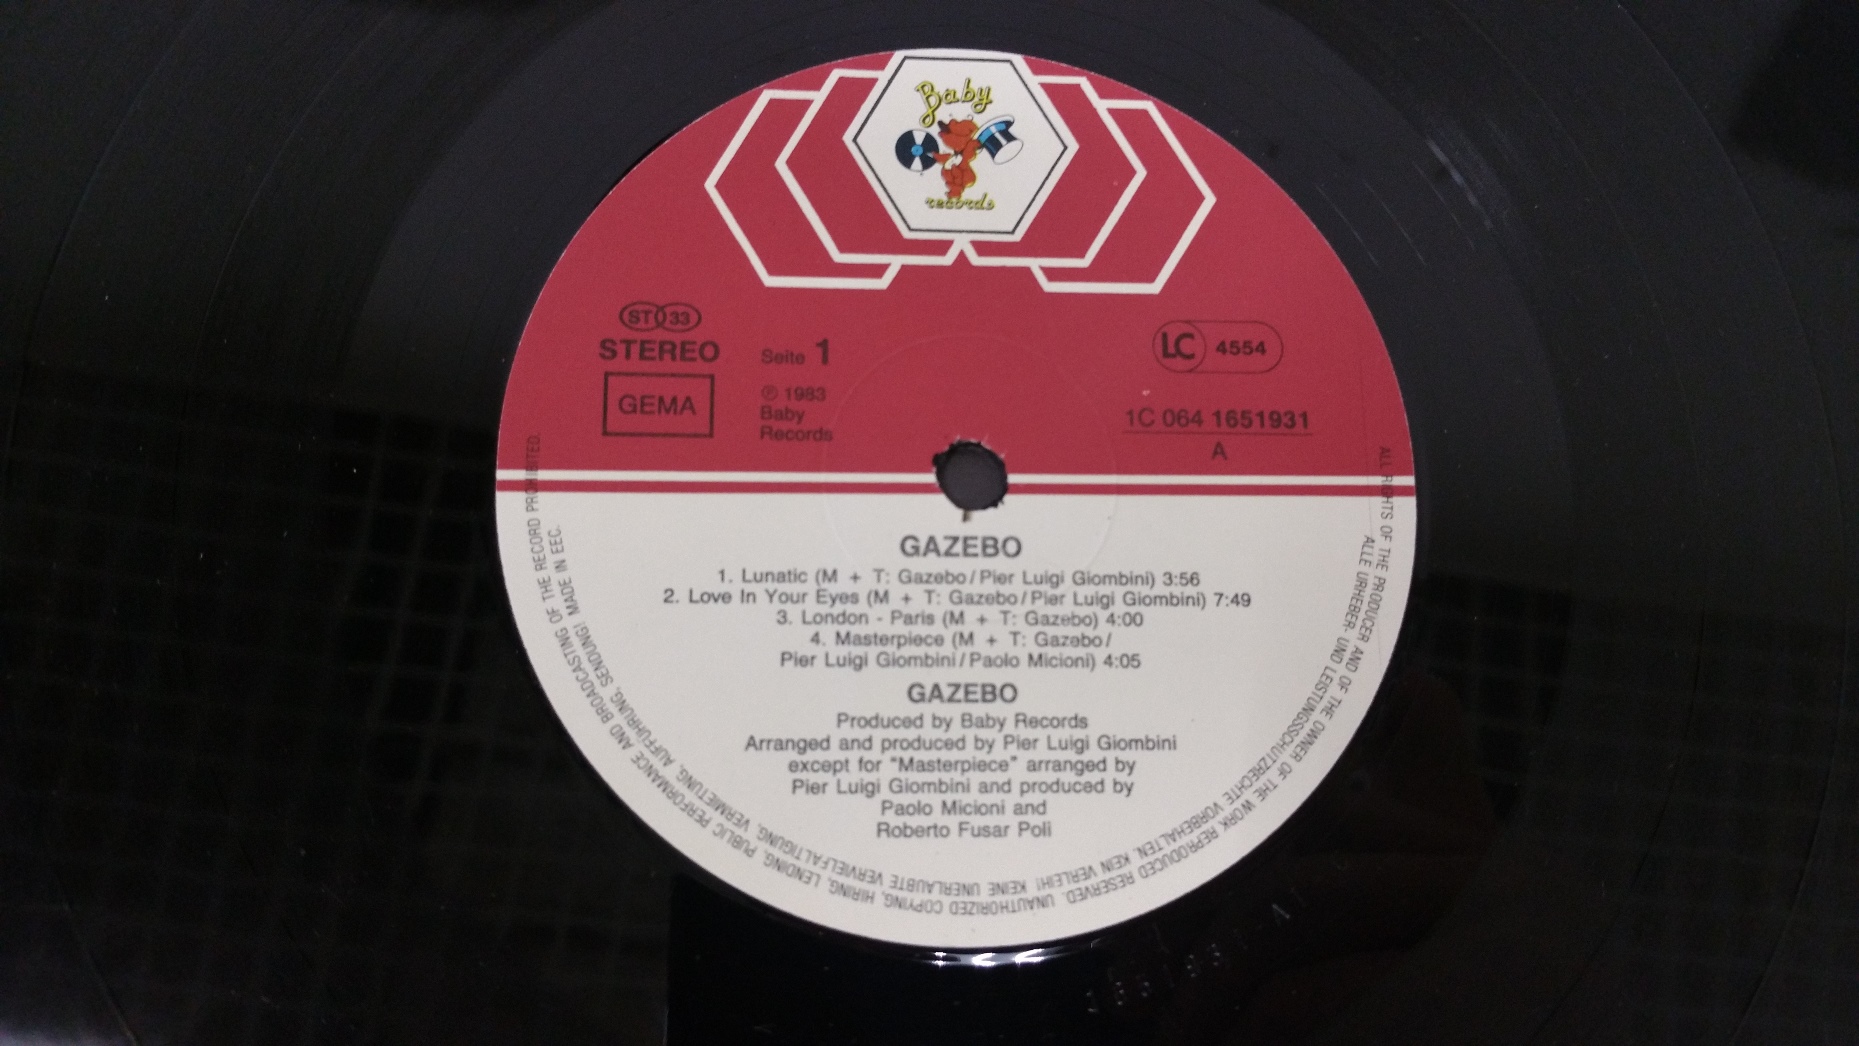 Baby
records
ST 33
STEREO
GEMA
Seite 1
℗ 1983
Baby
Records
LC 4554
1C 064 1651931
A
GAZEBO
1. Lunatic (M + T: Gazebo/Pier Luigi Giombini) 3:56
2. Love In Your Eyes (M + T: Gazebo/Pier Luigi Giombini) 7:49
3. London - Paris (M + T: Gazebo) 4:00
4. Masterpiece (M + T: Gazebo/
Pier Luigi Giombini/Paolo Micioni) 4:05
GAZEBO
Produced by Baby Records
Arranged and produced by Pier Luigi Giombini
except for "Masterpiece" arranged by
Pier Luigi Giombini and produced by
Paolo Micioni and
Roberto Fusar Poli
ALL RIGHTS OF THE PRODUCER AND OF THE OWNER OF THE WORK REPRODUCED RESERVED. UNAUTHORIZED COPYING, HIRING, LENDING, PUBLIC PERFORMANCE AND BROADCASTING OF THE RECORD PROHIBITED.
ALLE URHEBER- UND LEISTUNGSSCHUTZRECHTE VORBEHALTEN. KEIN VERLEIH! KEINE UNERLAUBTE VERVIELFÄLTIGUNG, VERMIETUNG, AUFFÜHRUNG, SENDUNG! MADE IN EEC.